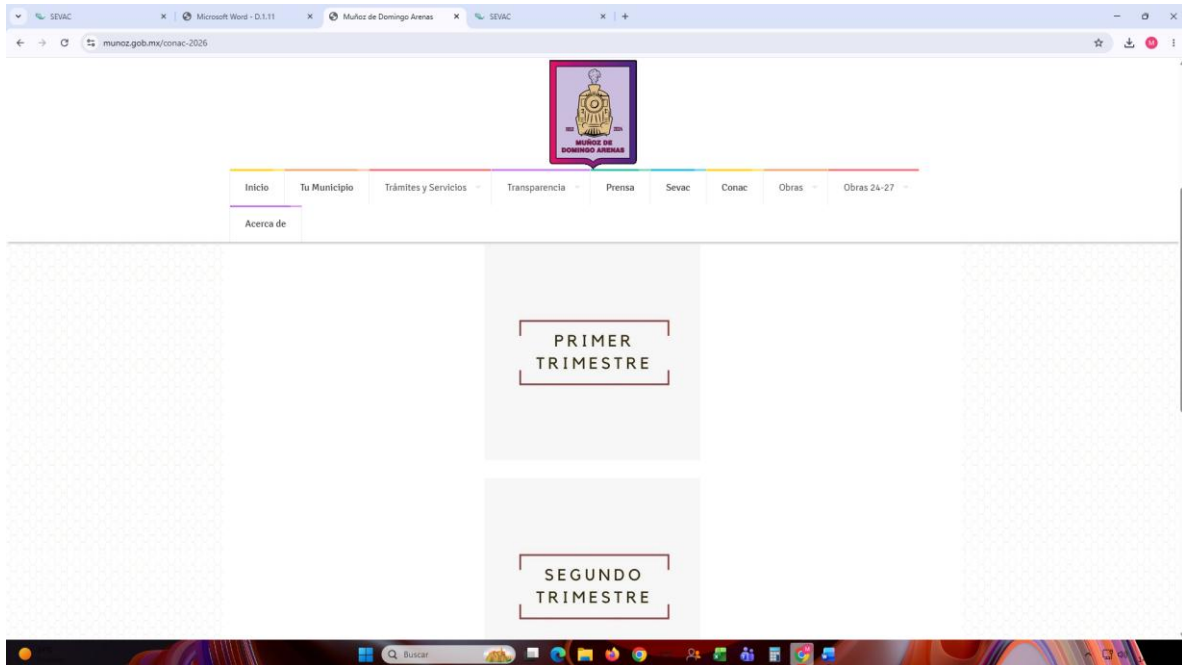 SEVAC
Microsoft Word - D.1.11
Muñoz de Domingo Arenas
SEVAC
munoz.gob.mx/conac-2026
M
MUÑOZ DE
DOMINGO ARENAS
Inicio
Tu Municipio
Trámites y Servicios
Transparencia
Prensa
Sevac
Conac
Obras
Obras 24-27
Acerca de
PRIMER
TRIMESTRE
SEGUNDO
TRIMESTRE
Buscar